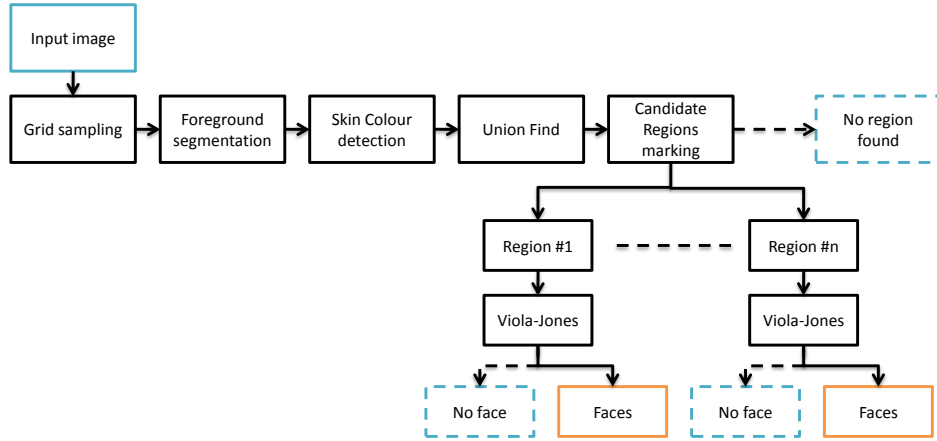 Input image
Grid sampling
Foreground
segmentation
Skin Colour
detection
Union Find
Candidate
Regions
marking
No region
found
Region #1
Region #n
Viola-Jones
Viola-Jones
No face
Faces
No face
Faces